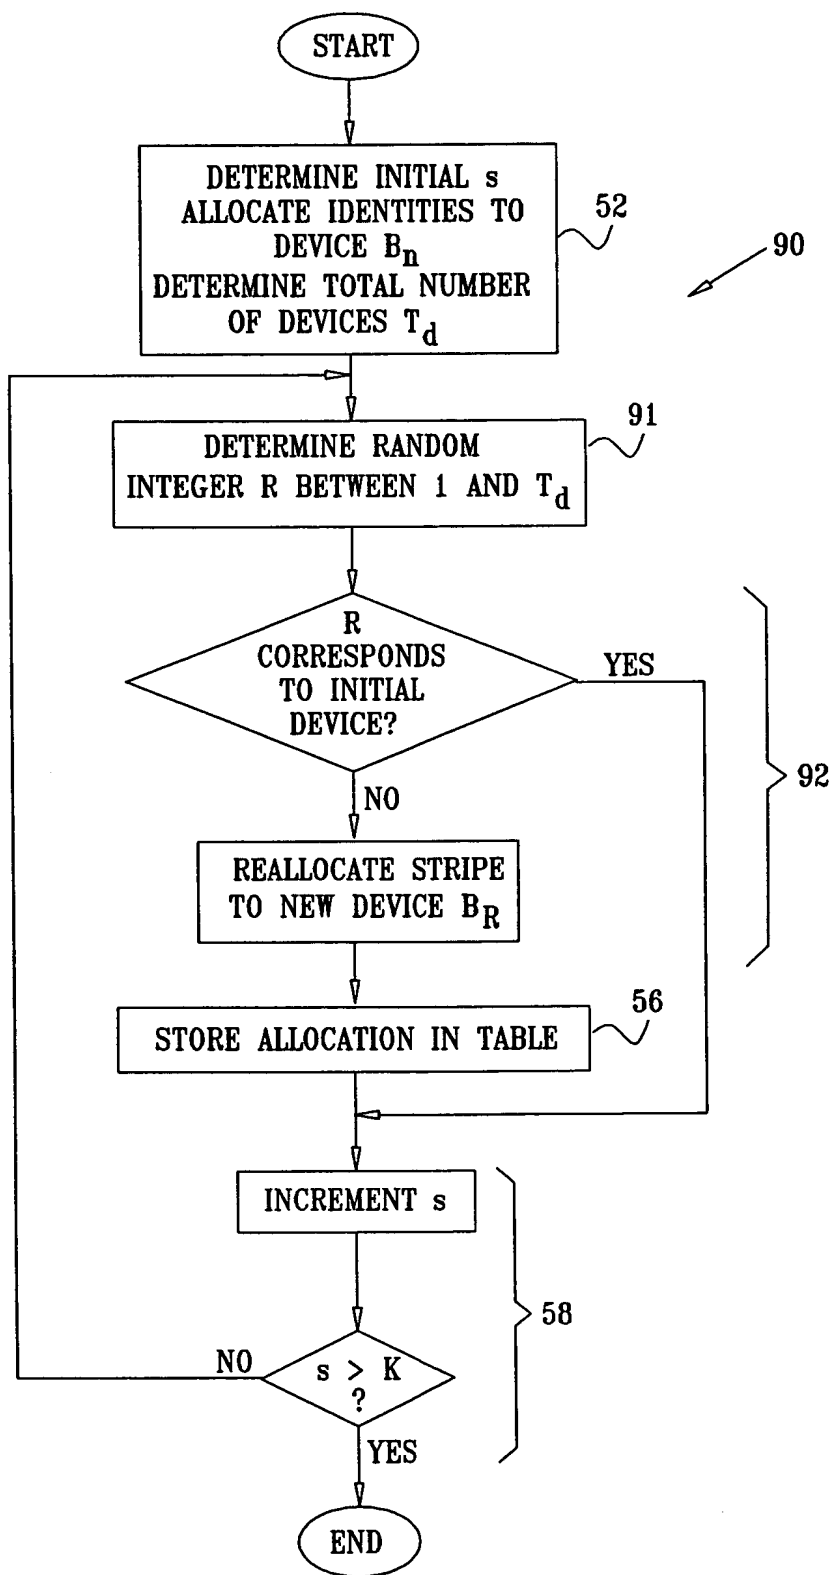 START
DETERMINE INITIAL s
ALLOCATE IDENTITIES TO
DEVICE Bn
DETERMINE TOTAL NUMBER
OF DEVICES Td
52
90
DETERMINE RANDOM
INTEGER R BETWEEN 1 AND Td
91
R
CORRESPONDS
TO INITIAL
DEVICE?
YES
NO
92
REALLOCATE STRIPE
TO NEW DEVICE BR
STORE ALLOCATION IN TABLE
56
INCREMENT s
58
s > K
?
NO
YES
END